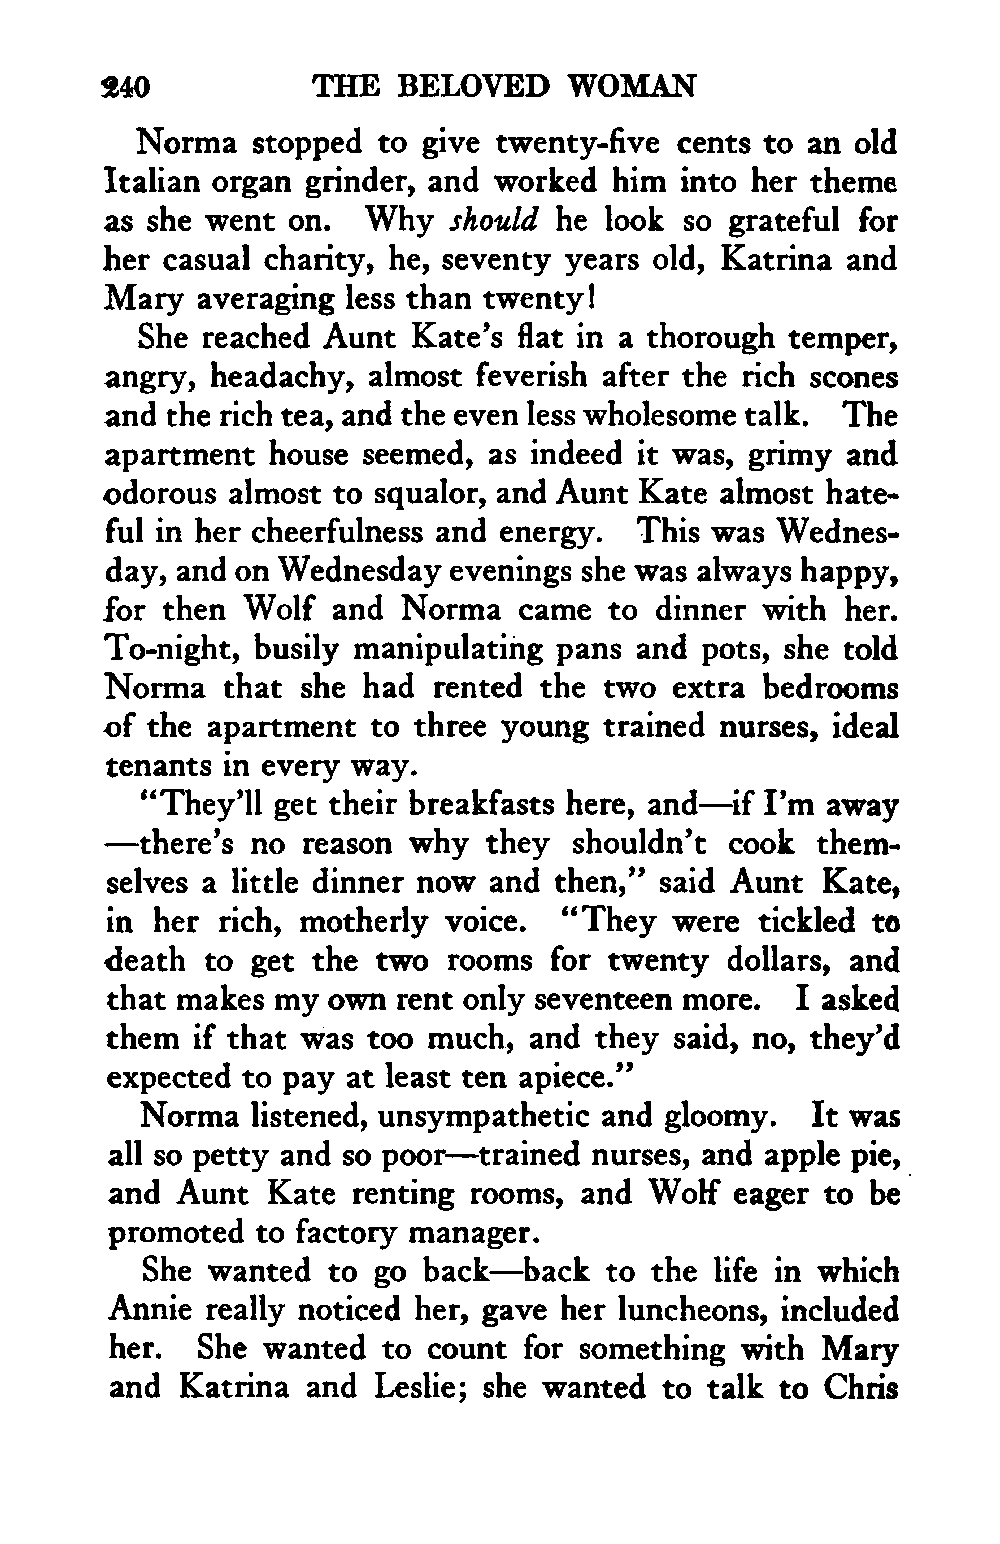 240 THE BELOVED WOMAN
Norma stopped to give twenty-five cents to an old
Italian organ grinder, and worked him into her theme
as she went on. Why should he look so grateful for
her casual charity, he, seventy years old, Katrina and
Mary averaging less than twenty!
She reached Aunt Kate's flat in a thorough temper,
angry, headachy, almost feverish after the rich scones
and the rich tea, and the even less wholesome talk. The
apartment house seemed, as indeed it was, grimy and
odorous almost to squalor, and Aunt Kate almost hate-
ful in her cheerfulness and energy. This was Wednes-
day, and on Wednesday evenings she was always happy,
for then Wolf and Norma came to dinner with her.
To-night, busily manipulating pans and pots, she told
Norma that she had rented the two extra bedrooms
of the apartment to three young trained nurses, ideal
tenants in every way.
"They'll get their breakfasts here, and—if I'm away
—there's no reason why they shouldn't cook them-
selves a little dinner now and then," said Aunt Kate,
in her rich, motherly voice. "They were tickled to
death to get the two rooms for twenty dollars, and
that makes my own rent only seventeen more. I asked
them if that was too much, and they said, no, they'd
expected to pay at least ten apiece."
Norma listened, unsympathetic and gloomy. It was
all so petty and so poor—trained nurses, and apple pie,
and Aunt Kate renting rooms, and Wolf eager to be
promoted to factory manager.
She wanted to go back—back to the life in which
Annie really noticed her, gave her luncheons, included
her. She wanted to count for something with Mary
and Katrina and Leslie; she wanted to talk to Chris